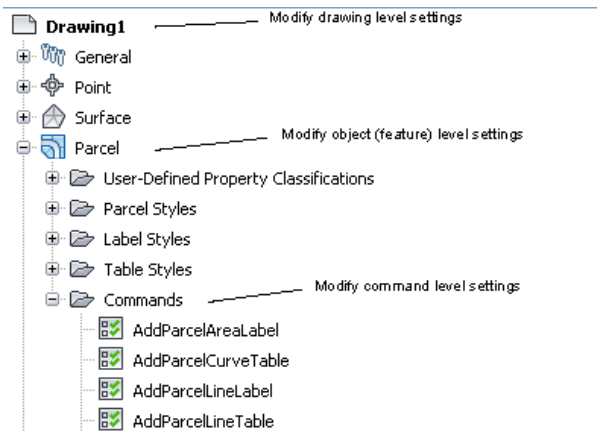 Drawing1 Modify drawing level settings
General
Point
Surface
Parcel Modify object (feature) level settings
User-Defined Property Classifications
Parcel Styles
Label Styles
Table Styles
Commands Modify command level settings
AddParcelAreaLabel
AddParcelCurveTable
AddParcelLineLabel
AddParcelLineTable